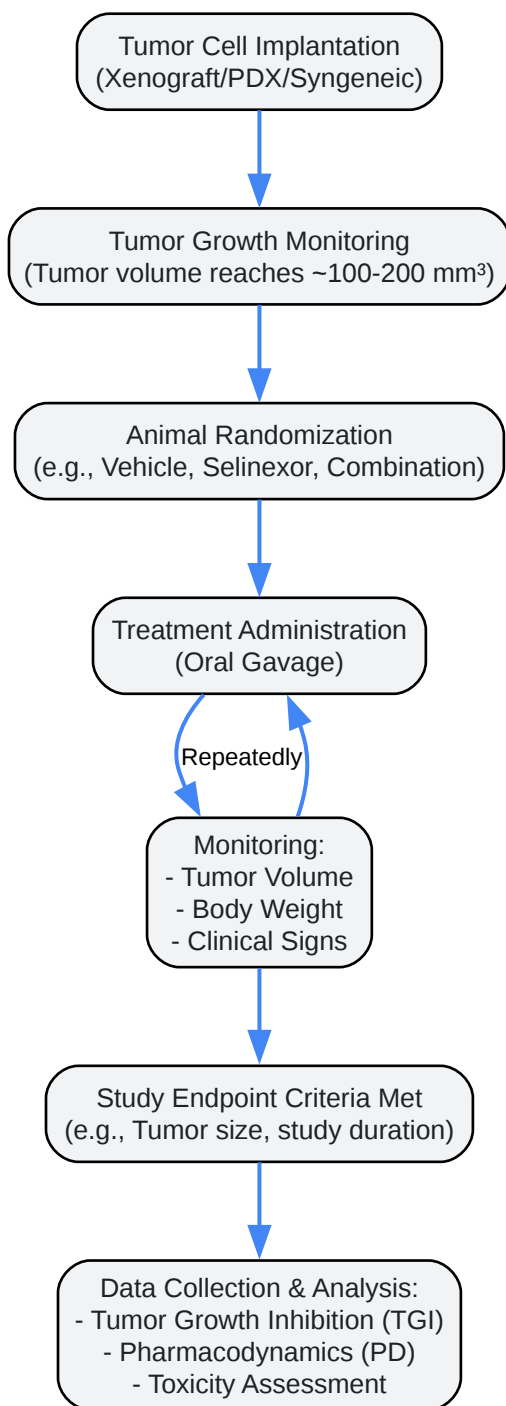 Tumor Cell Implantation
(Xenograft/PDX/Syngeneic)
Tumor Growth Monitoring
(Tumor volume reaches ~100-200 mm³)
Animal Randomization
(e.g., Vehicle, Selinexor, Combination)
Treatment Administration
(Oral Gavage)
Repeatedly
Monitoring:
- Tumor Volume
- Body Weight
- Clinical Signs
Study Endpoint Criteria Met
(e.g., Tumor size, study duration)
Data Collection & Analysis:
- Tumor Growth Inhibition (TGI)
- Pharmacodynamics (PD)
- Toxicity Assessment